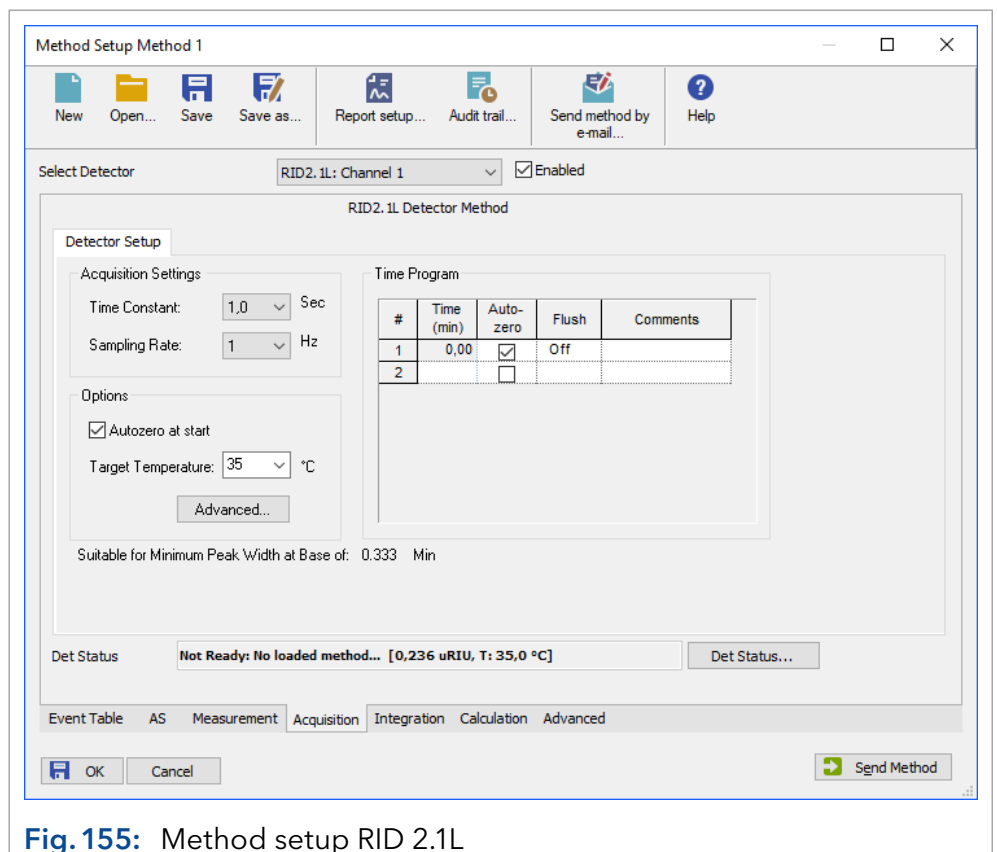 Method Setup Method 1
New Open... Save Save as... Report setup... Audit trail... Send method by e-mail... Help
Select Detector RID2.1L: Channel 1 Enabled
RID2.1L Detector Method
Detector Setup
Acquisition Settings
Time Constant: 1,0 Sec
Sampling Rate: 1 Hz
Options
Autozero at start
Target Temperature: 35 °C
Advanced...
Time Program
# Time (min) Auto-zero Flush Comments
1 0,00 Off
2
Suitable for Minimum Peak Width at Base of: 0.333 Min
Det Status Not Ready: No loaded method... [0,236 uRIU, T: 35,0 °C] Det Status...
Event Table AS Measurement Acquisition Integration Calculation Advanced
OK Cancel Send Method
Fig. 155: Method setup RID 2.1L